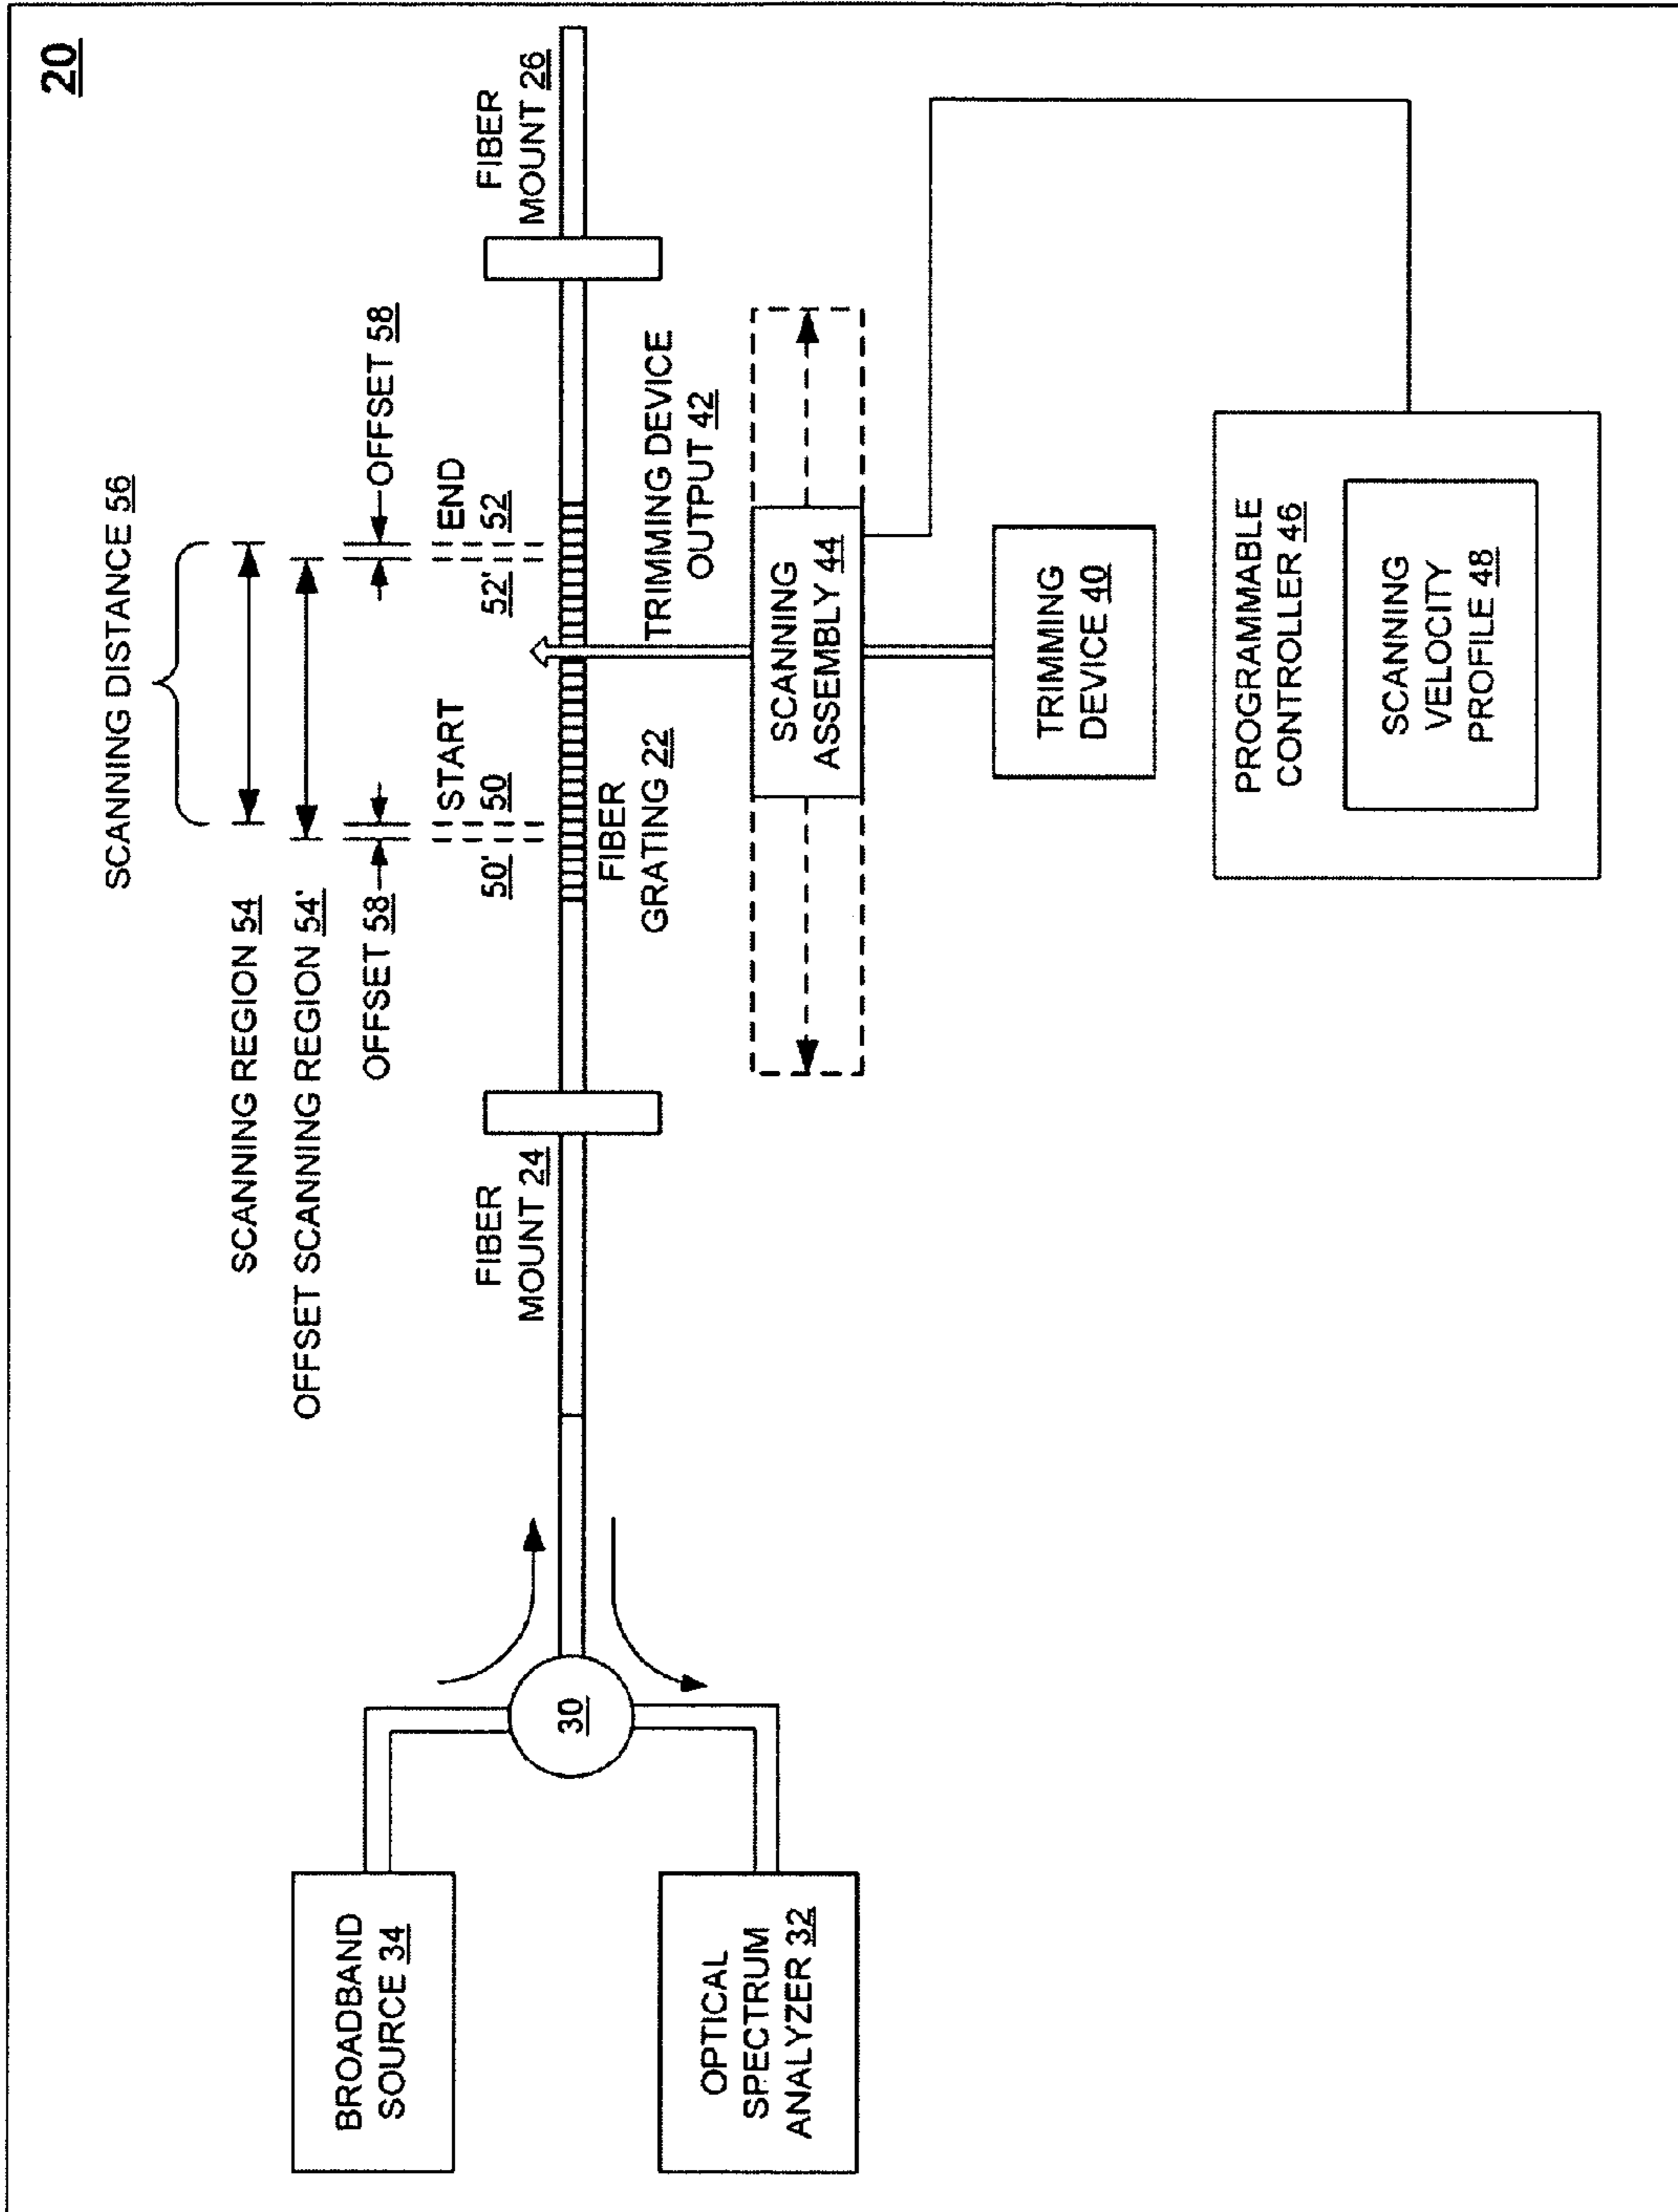 20
SCANNING DISTANCE 56
SCANNING REGION 54
OFFSET SCANNING REGION 54'
OFFSET 58
OFFSET 58
START
50' 50
END
52' 52
FIBER
MOUNT 24
FIBER
MOUNT 26
FIBER
GRATING 22
TRIMMING DEVICE
OUTPUT 42
BROADBAND
SOURCE 34
30
OPTICAL
SPECTRUM
ANALYZER 32
SCANNING
ASSEMBLY 44
TRIMMING
DEVICE 40
PROGRAMMABLE
CONTROLLER 46
SCANNING
VELOCITY
PROFILE 48